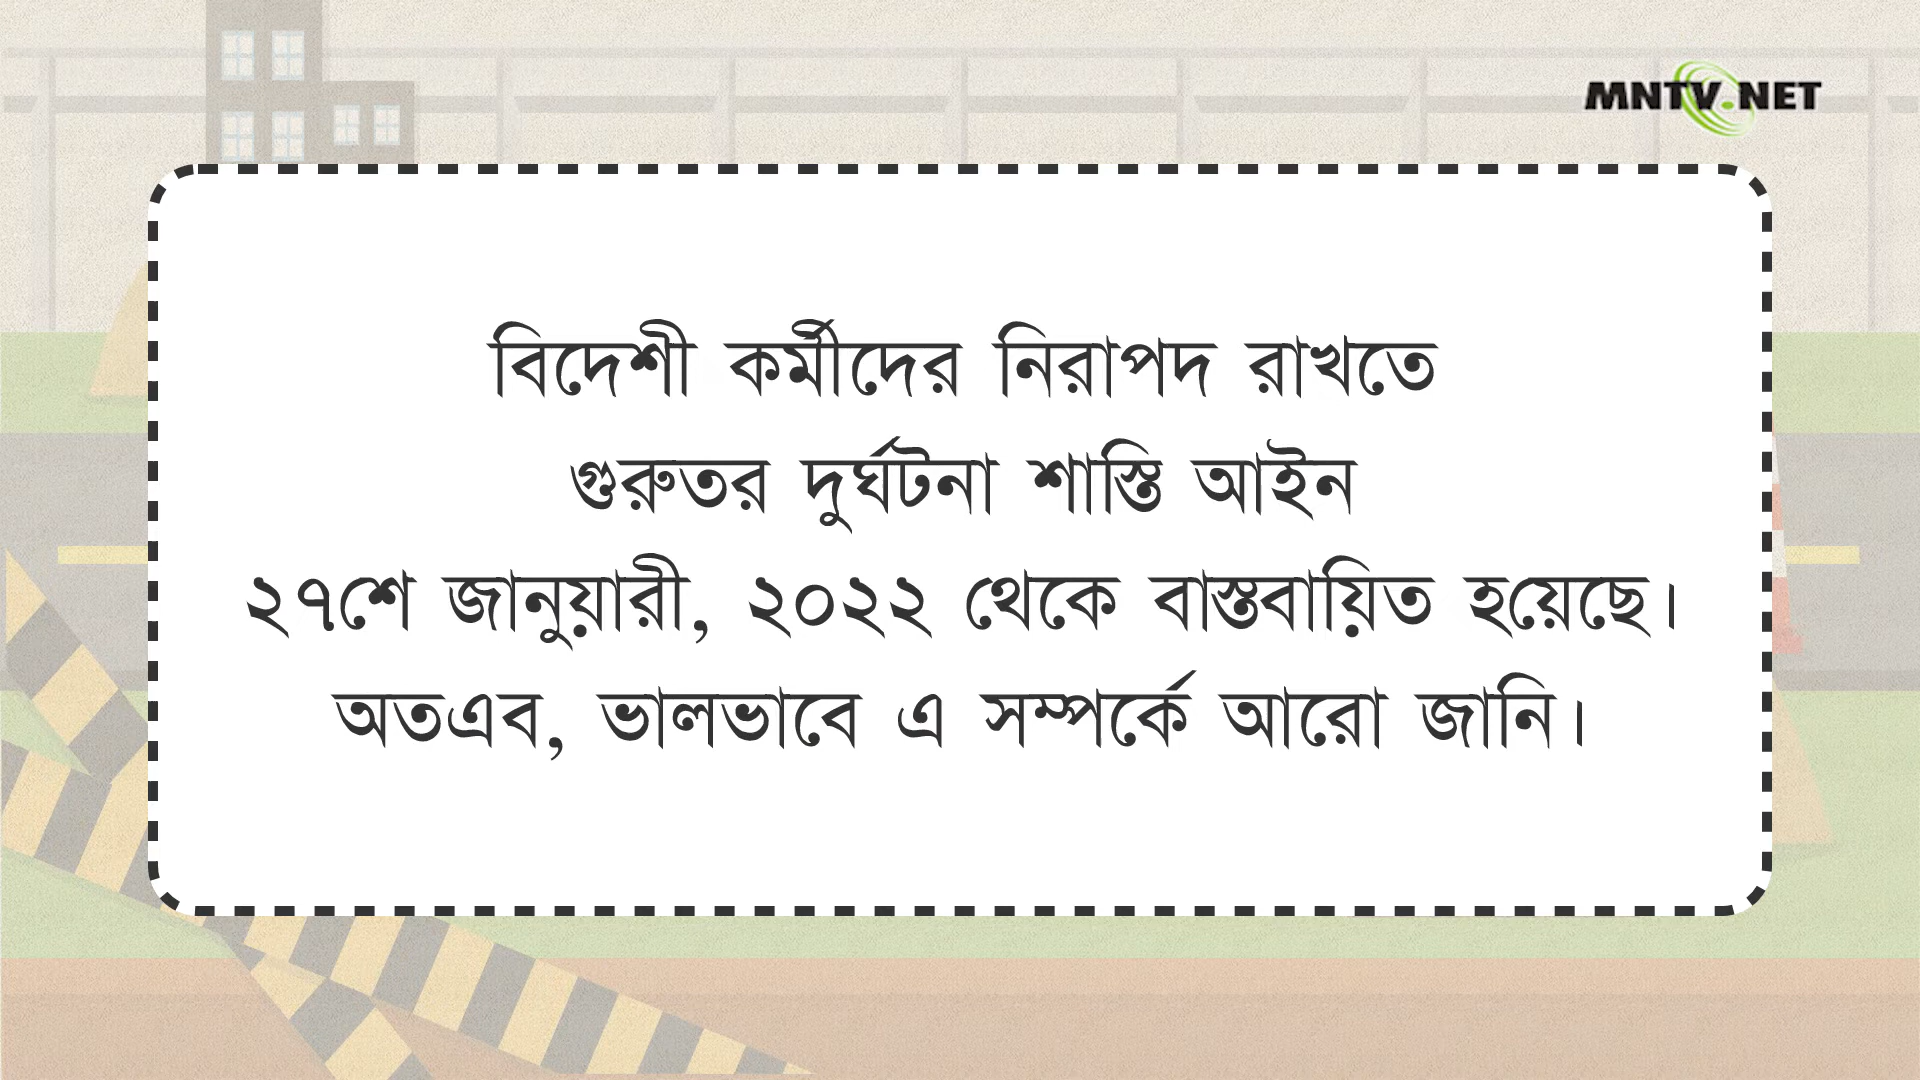 MNTV.NET
বিদেশী কর্মীদের নিরাপদ রাখতে
গুরুতর দুর্ঘটনা শাস্তি আইন
২৭শে জানুয়ারী, ২০২২ থেকে বাস্তবায়িত হয়েছে।
অতএব, ভালভাবে এ সম্পর্কে আরো জানি।